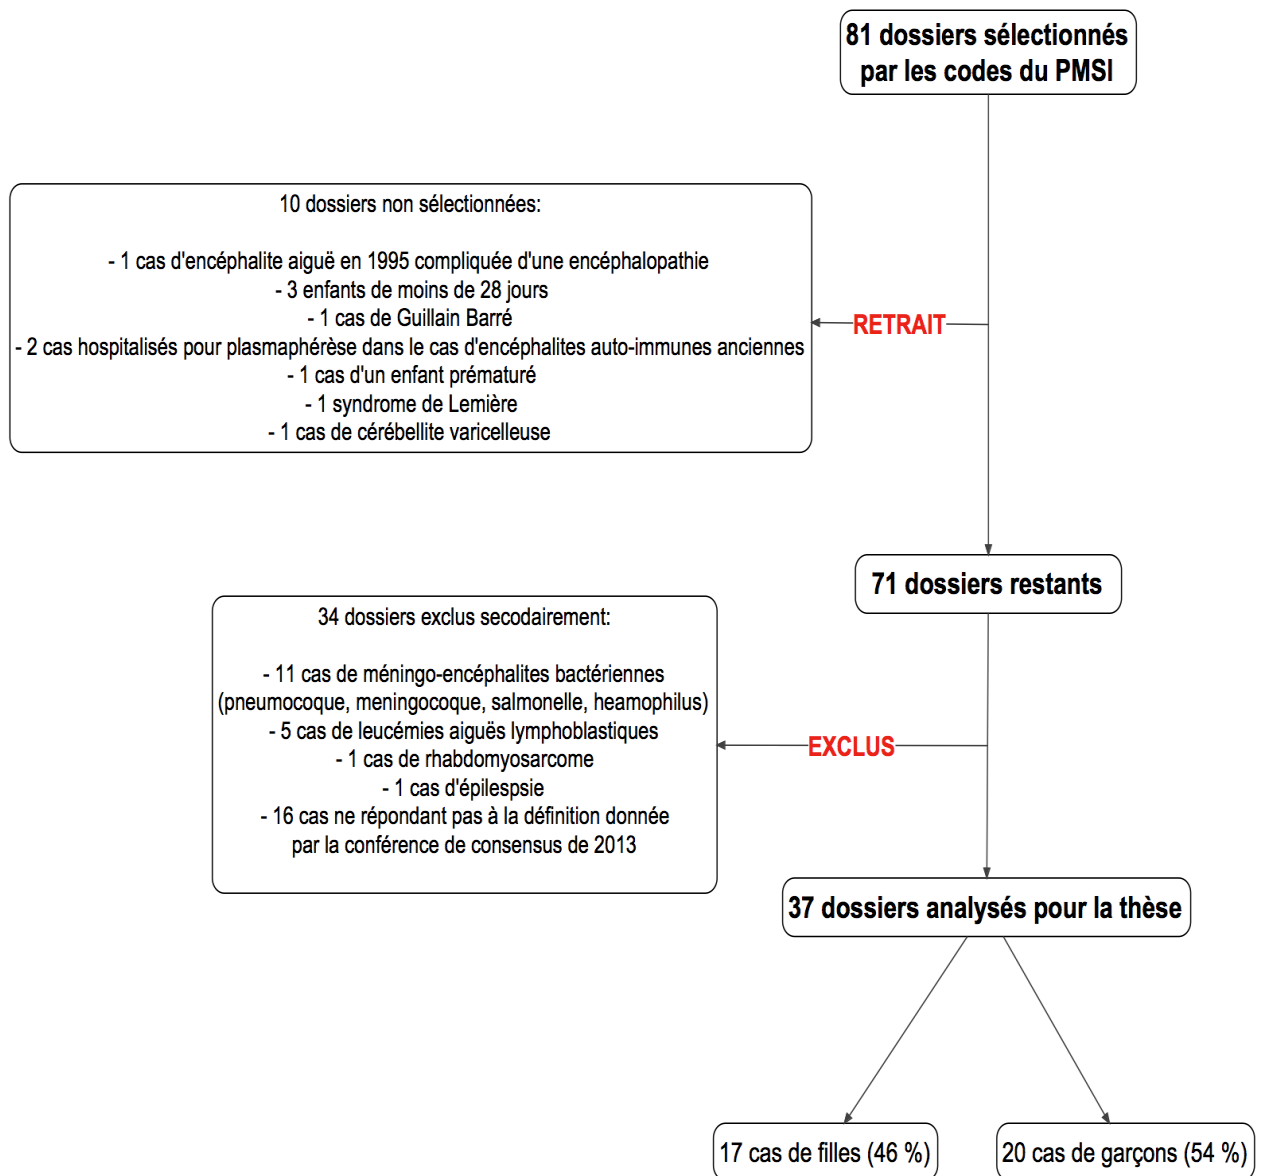 81 dossiers sélectionnés
par les codes du PMSI
10 dossiers non sélectionnées:
- 1 cas d'encéphalite aiguë en 1995 compliquée d'une encéphalopathie
- 3 enfants de moins de 28 jours
- 1 cas de Guillain Barré
- 2 cas hospitalisés pour plasmaphérèse dans le cas d'encéphalites auto-immunes anciennes
- 1 cas d'un enfant prématuré
- 1 syndrome de Lemière
- 1 cas de cérébellite varicelleuse
RETRAIT
71 dossiers restants
34 dossiers exclus secodairement:
- 11 cas de méningo-encéphalites bactériennes
(pneumocoque, meningocoque, salmonelle, heamophilus)
- 5 cas de leucémies aiguës lymphoblastiques
- 1 cas de rhabdomyosarcome
- 1 cas d'épilespsie
- 16 cas ne répondant pas à la définition donnée
par la conférence de consensus de 2013
EXCLUS
37 dossiers analysés pour la thèse
17 cas de filles (46 %)
20 cas de garçons (54 %)